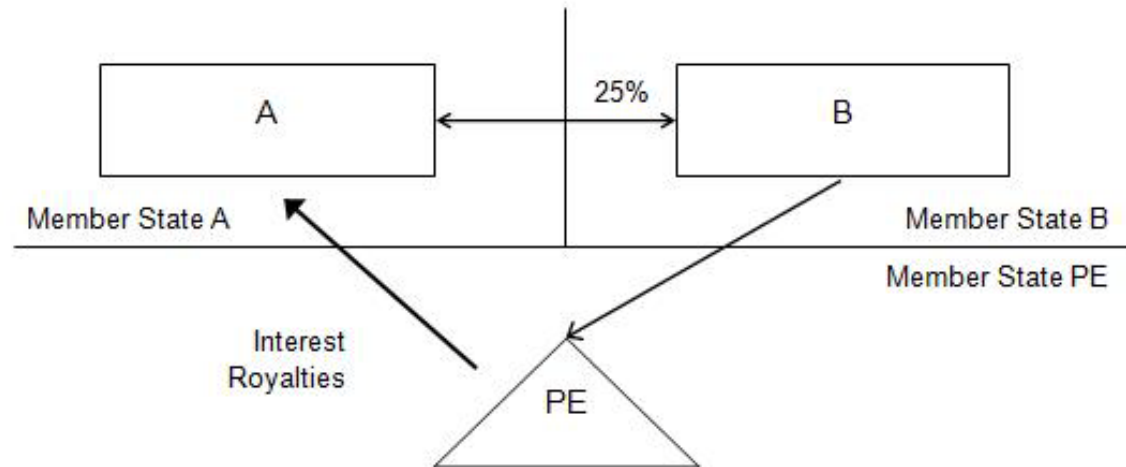 A
25%
B
Member State A
Member State B
Member State PE
Interest
Royalties
PE